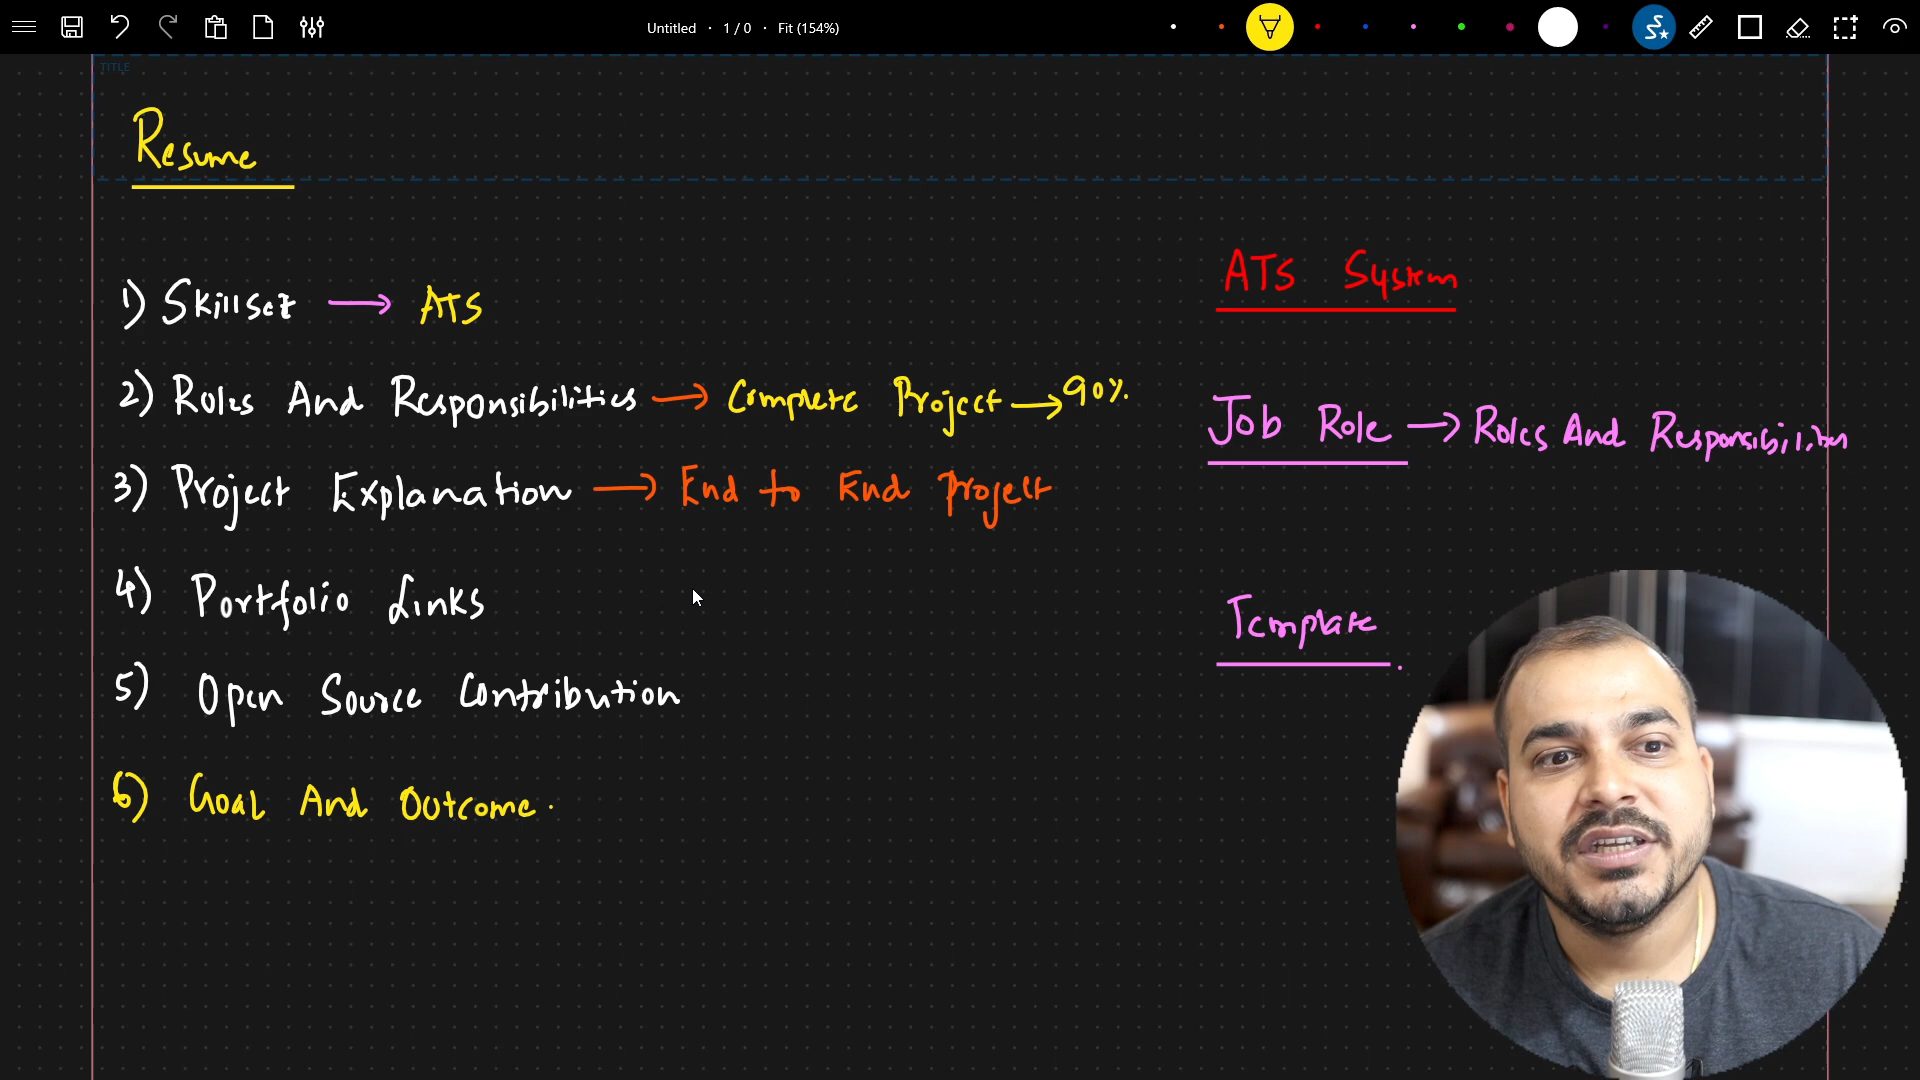 Untitled · 1 / 0 · Fit (154%)
TITLE
Resume
1) Skillset → ATS
2) Roles And Responsibilities → Complete Project → 90%.
3) Project Explanation → End to End Project
4) Portfolio Links
5) Open Source Contribution
6) Goal And Outcome.
ATS System
Job Role → Roles And Responsibilities
Template.